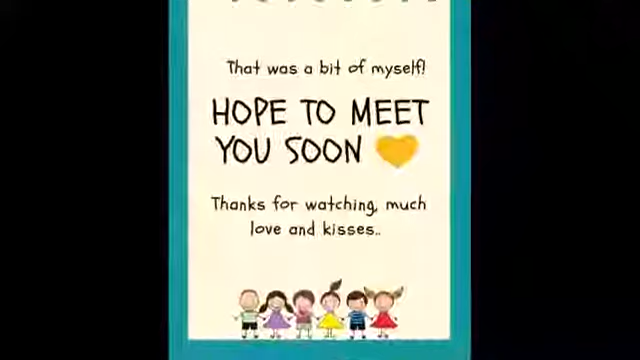 That was a bit of myself!
HOPE TO MEET
YOU SOON
Thanks for watching, much
love and kisses..